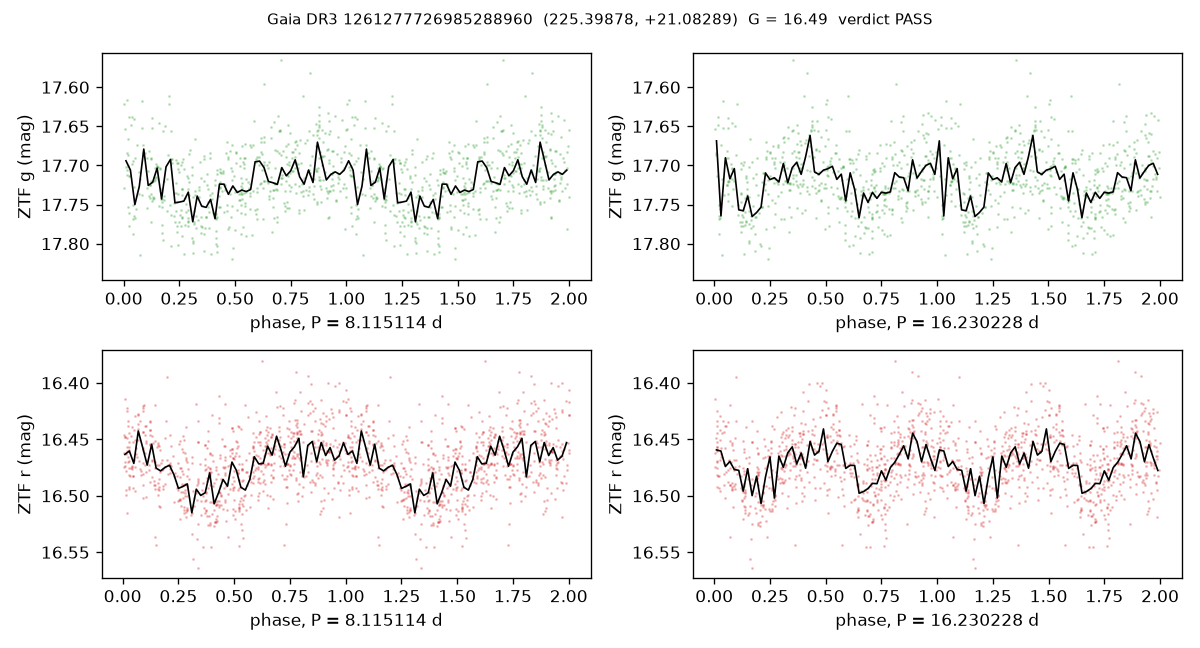 Gaia DR3 1261277726985288960 (225.39878, +21.08289) G = 16.49 verdict PASS
ZTF g (mag)
17.60
17.65
17.70
17.75
17.80
0.00 0.25 0.50 0.75 1.00 1.25 1.50 1.75 2.00
phase, P = 8.115114 d
ZTF g (mag)
17.60
17.65
17.70
17.75
17.80
0.00 0.25 0.50 0.75 1.00 1.25 1.50 1.75 2.00
phase, P = 16.230228 d
ZTF r (mag)
16.40
16.45
16.50
16.55
0.00 0.25 0.50 0.75 1.00 1.25 1.50 1.75 2.00
phase, P = 8.115114 d
ZTF r (mag)
16.40
16.45
16.50
16.55
0.00 0.25 0.50 0.75 1.00 1.25 1.50 1.75 2.00
phase, P = 16.230228 d